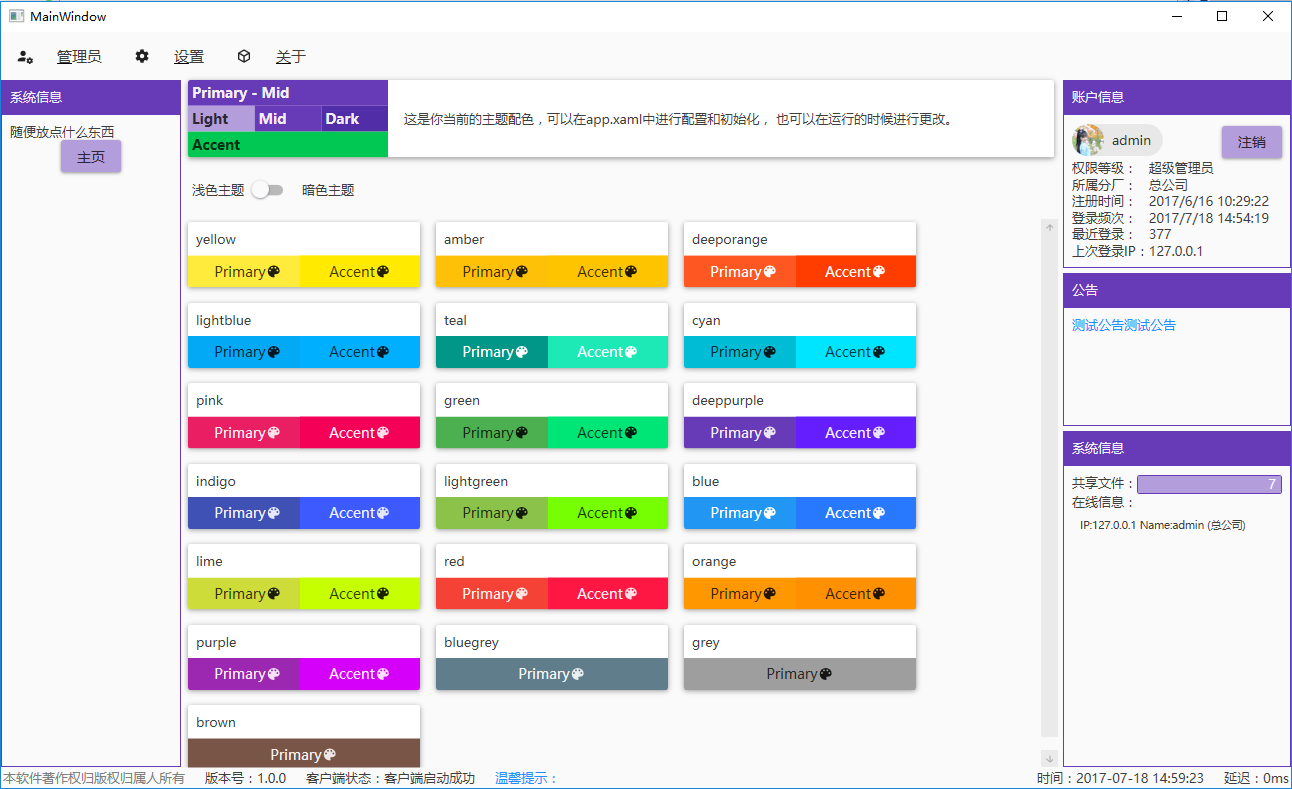 MainWindow
管理员 设置 关于
系统信息
随便放点什么东西
主页
Primary - Mid
Light Mid Dark
Accent
这是你当前的主题配色，可以在app.xaml中进行配置和初始化， 也可以在运行的时候进行更改。
浅色主题 暗色主题
yellow amber deeporange
Primary Accent Primary Accent Primary Accent
lightblue teal cyan
Primary Accent Primary Accent Primary Accent
pink green deeppurple
Primary Accent Primary Accent Primary Accent
indigo lightgreen blue
Primary Accent Primary Accent Primary Accent
lime red orange
Primary Accent Primary Accent Primary Accent
purple bluegrey grey
Primary Accent Primary Primary
brown
Primary
账户信息
admin 注销
权限等级： 超级管理员
所属分厂： 总公司
注册时间： 2017/6/16 10:29:22
登录频次： 2017/7/18 14:54:19
最近登录： 377
上次登录IP：127.0.0.1
公告
测试公告测试公告
系统信息
共享文件： 7
在线信息：
IP:127.0.0.1 Name:admin (总公司)
本软件著作权归版权归属人所有 版本号：1.0.0 客户端状态：客户端启动成功 温馨提示： 时间：2017-07-18 14:59:23 延迟：0ms